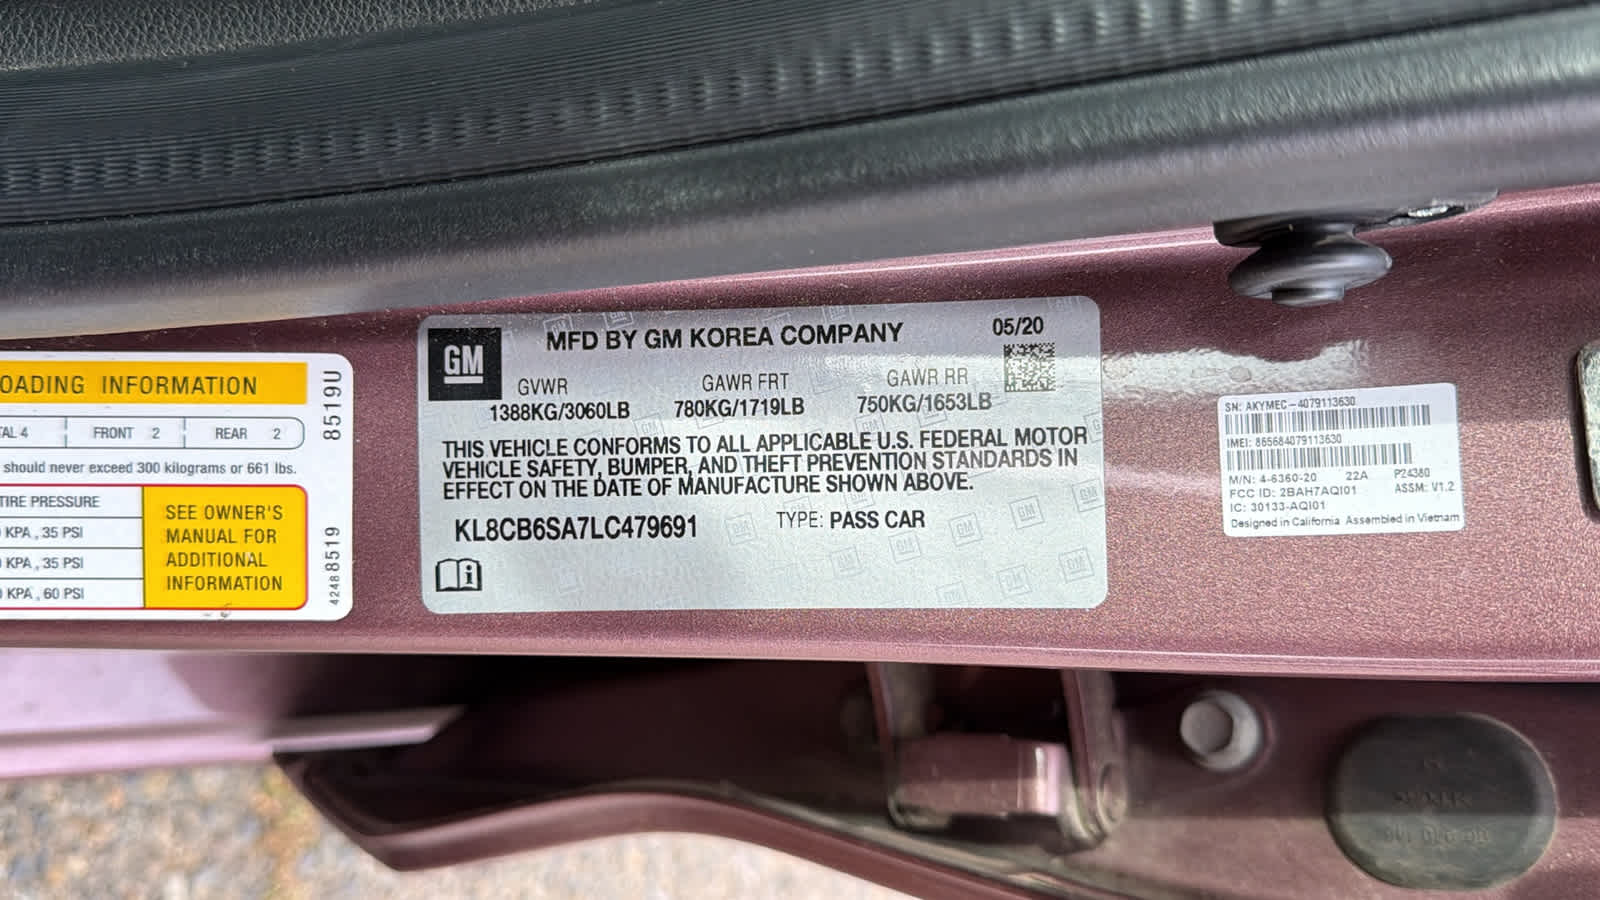 OADING INFORMATION
TAL 4 FRONT 2 REAR 2
should never exceed 300 kilograms or 661 lbs.
TIRE PRESSURE
KPA , 35 PSI
KPA , 35 PSI
KPA , 60 PSI
SEE OWNER'S
MANUAL FOR
ADDITIONAL
INFORMATION
8519U
42488519
GM
MFD BY GM KOREA COMPANY
05/20
GVWR GAWR FRT GAWR RR
1388KG/3060LB 780KG/1719LB 750KG/1653LB
THIS VEHICLE CONFORMS TO ALL APPLICABLE U.S. FEDERAL MOTOR
VEHICLE SAFETY, BUMPER, AND THEFT PREVENTION STANDARDS IN
EFFECT ON THE DATE OF MANUFACTURE SHOWN ABOVE.
KL8CB6SA7LC479691 TYPE: PASS CAR
SN: AKYMEC-4079113630
IMEI: 865684079113630
M/N: 4-6360-20 22A P24380
FCC ID: 2BAH7AQI01 ASSM: V1.2
IC: 30133-AQI01
Designed in California Assembled in Vietnam